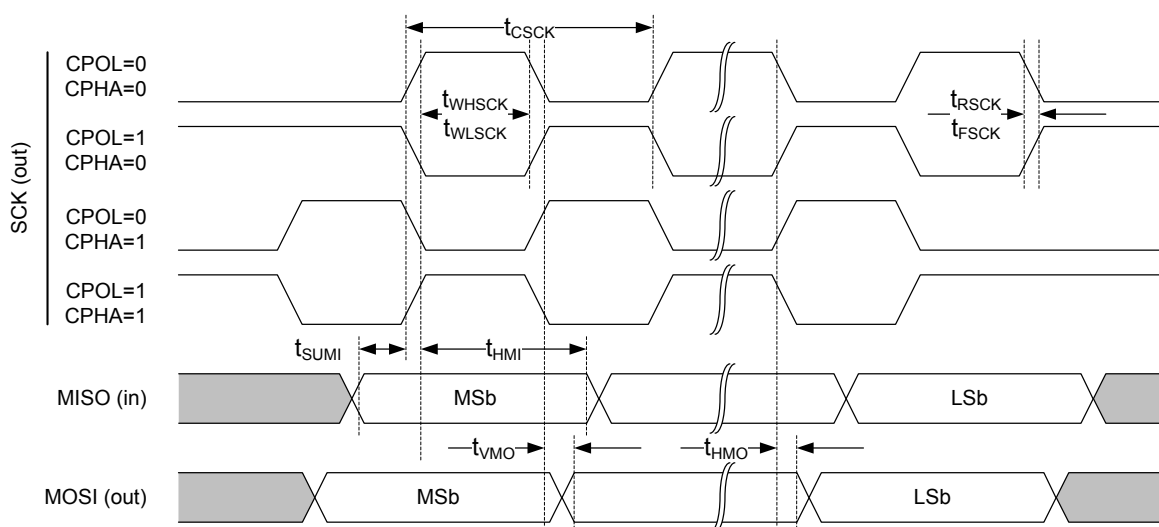 tCSCK
CPOL=0
CPHA=0
tWHSCK
tWLSCK
tRSCK
tFSCK
CPOL=1
CPHA=0
SCK (out)
CPOL=0
CPHA=1
CPOL=1
CPHA=1
tSUMI
tHMI
MISO (in)
MSb
LSb
tVMO
tHMO
MOSI (out)
MSb
LSb